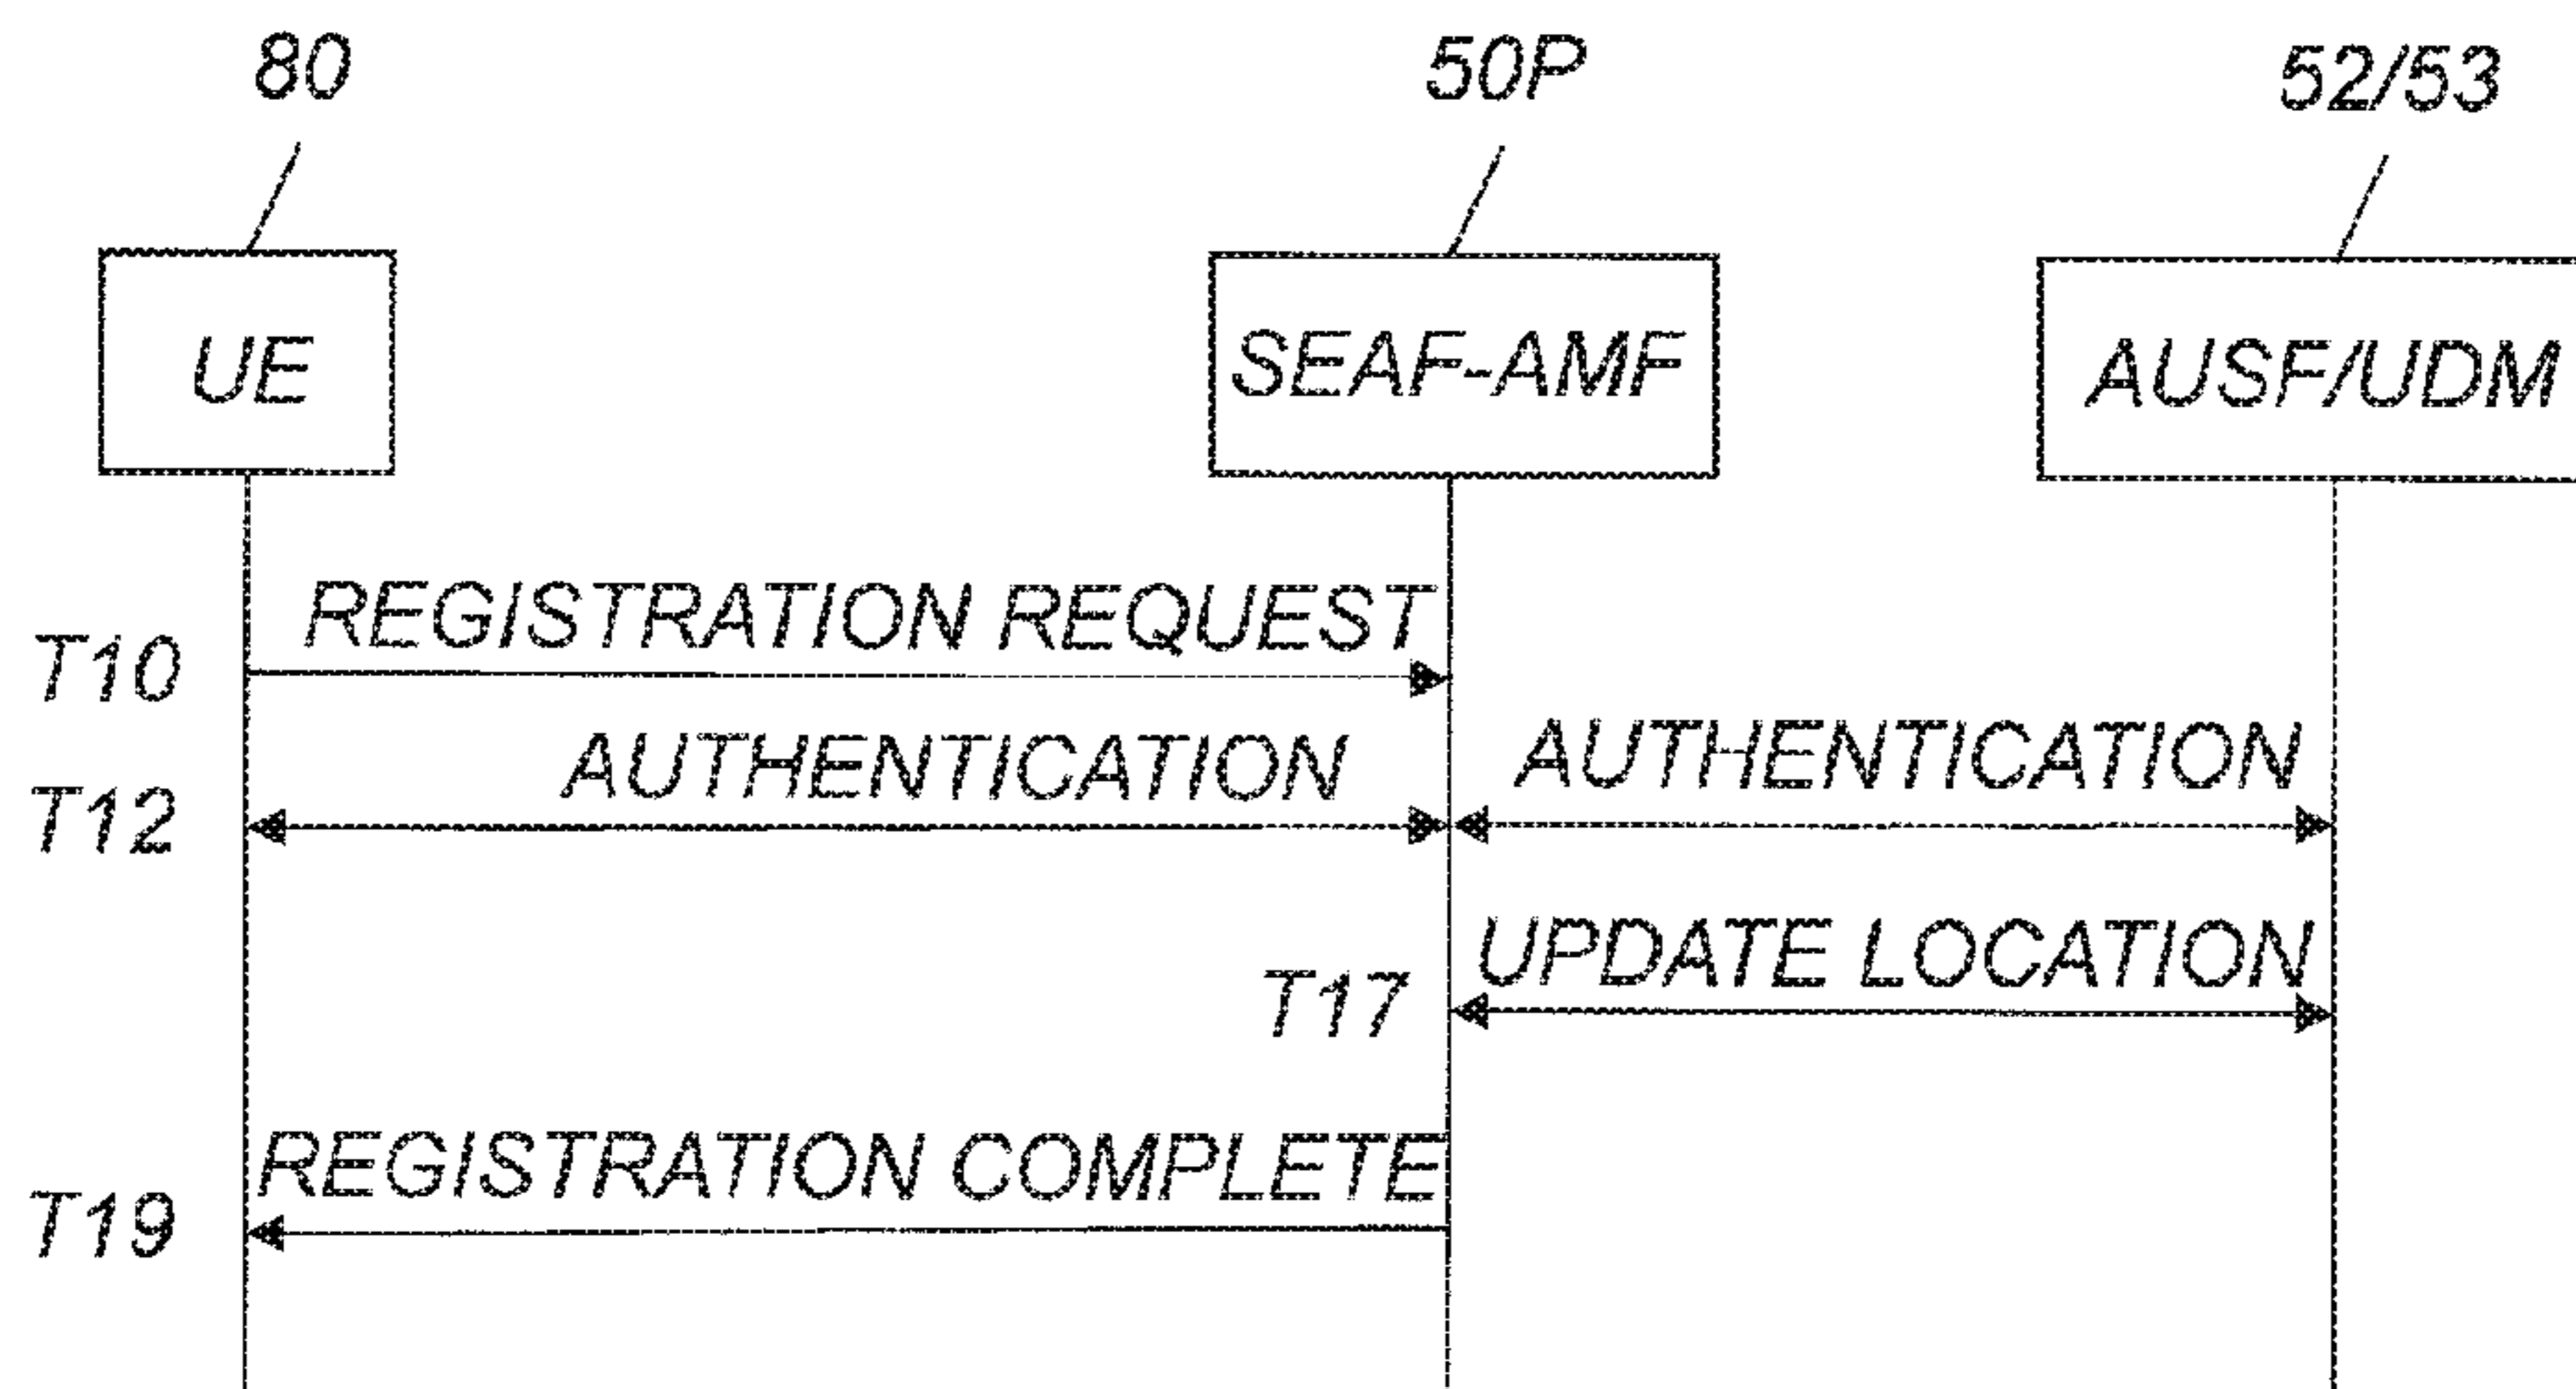 80 50P 52/53
UE SEAF-AMF AUSF/UDM
REGISTRATION REQUEST
T10
AUTHENTICATION AUTHENTICATION
T12
UPDATE LOCATION
T17
REGISTRATION COMPLETE
T19